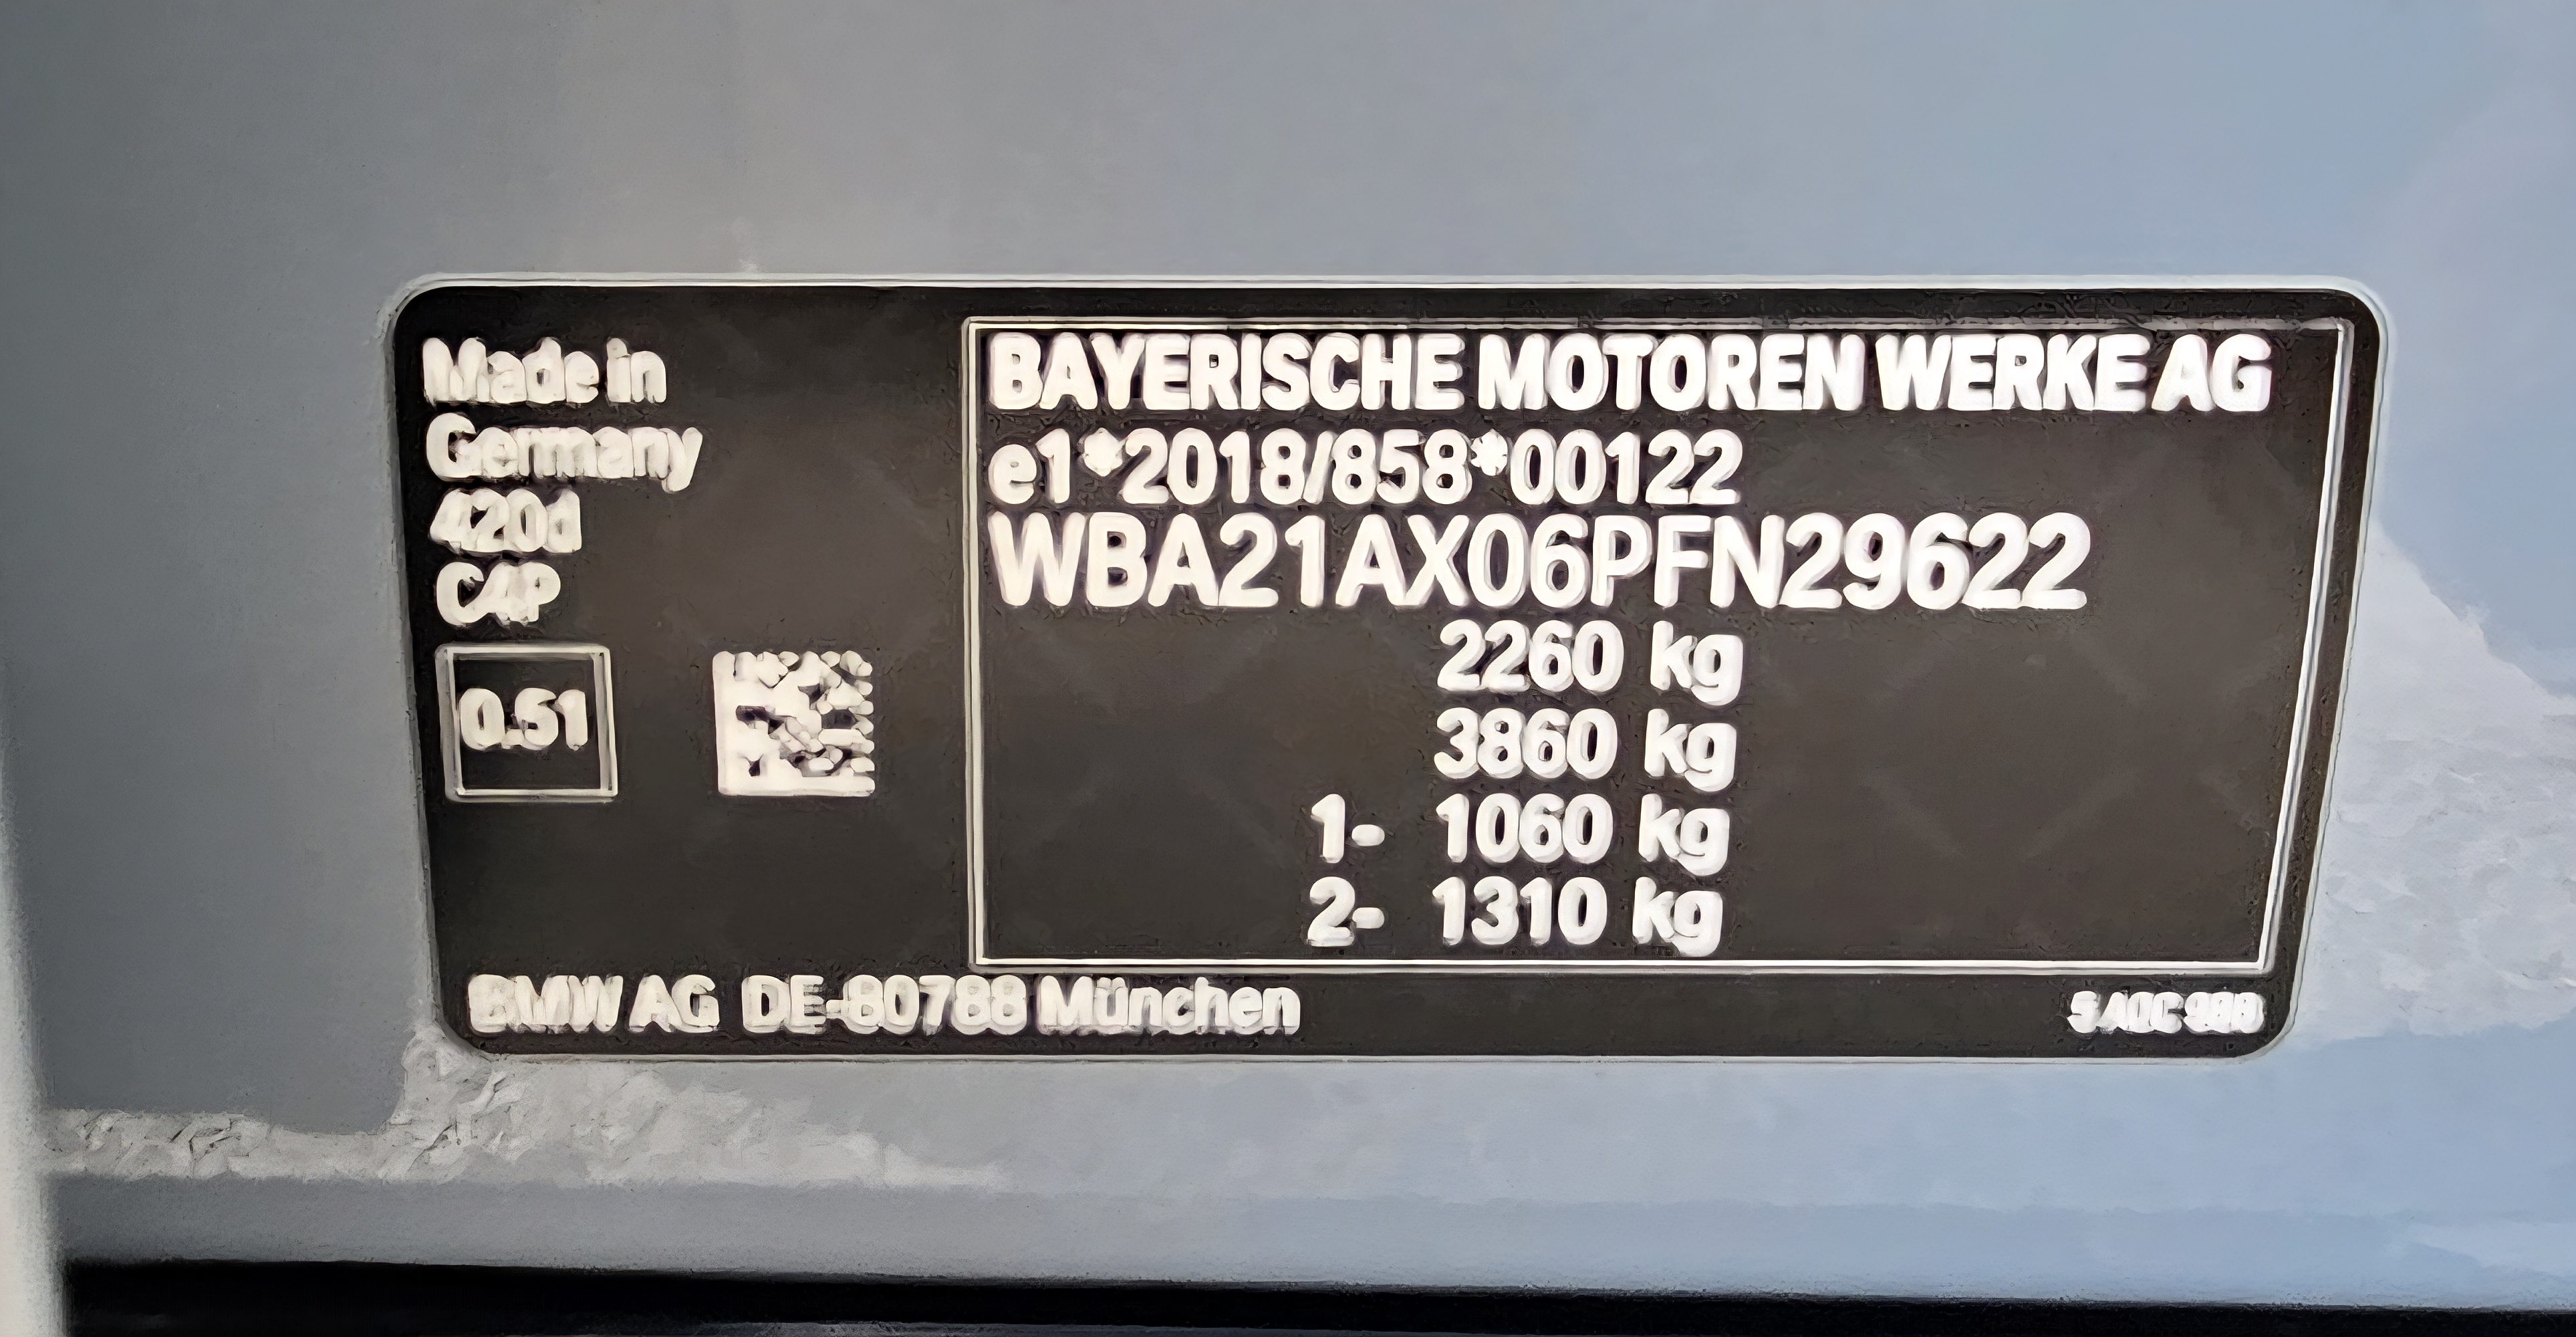 Made in
Germany
420d
C4P
0.51
BAYERISCHE MOTOREN WERKE AG
e1*2018/858*00122
WBA21AX06PFN29622
2260 kg
3860 kg
1- 1060 kg
2- 1310 kg
BMW AG DE-80788 München